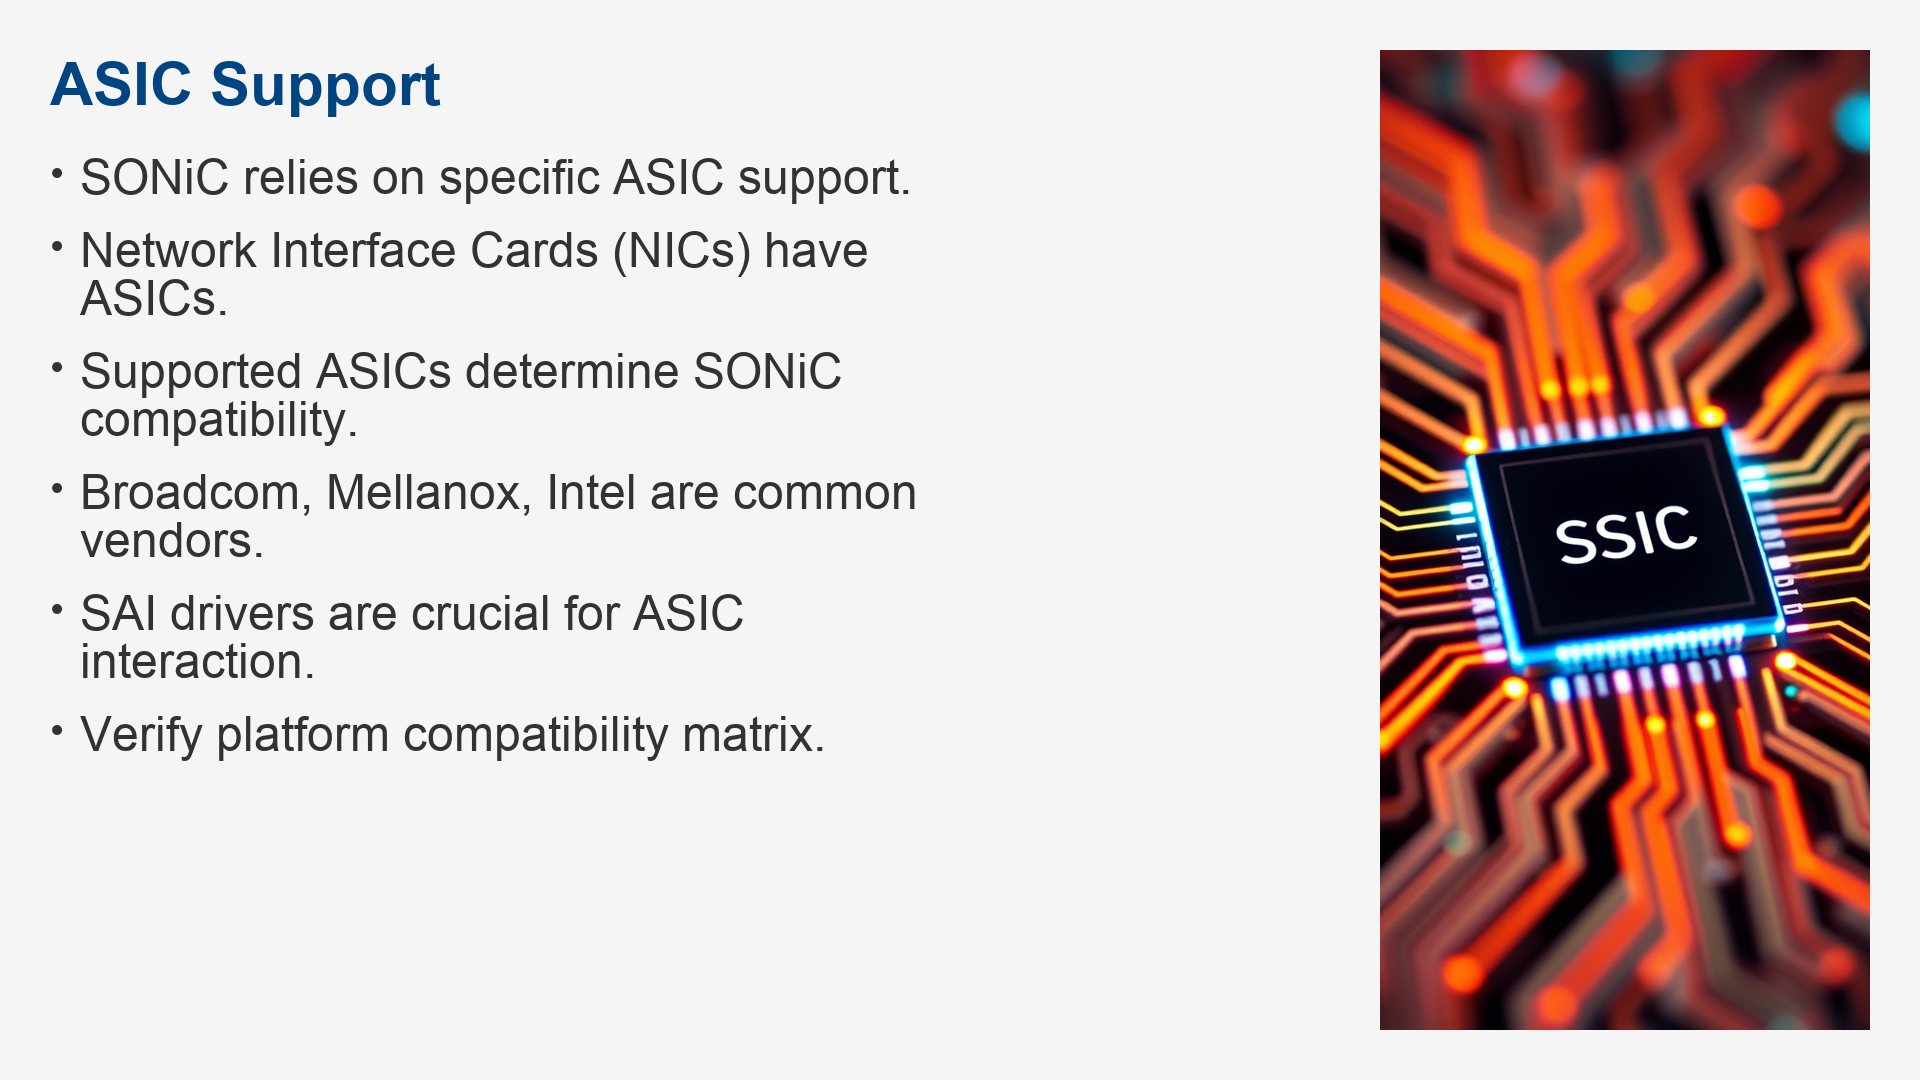 ASIC Support
• SONiC relies on specific ASIC support.
• Network Interface Cards (NICs) have
ASICs.
• Supported ASICs determine SONiC
compatibility.
• Broadcom, Mellanox, Intel are common
vendors.
• SAI drivers are crucial for ASIC
interaction.
• Verify platform compatibility matrix.
SSIC